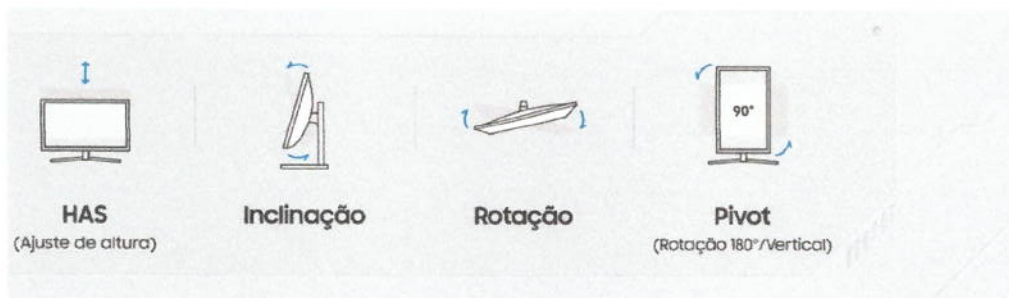 90°
HAS
(Ajuste de altura)
Inclinação
Rotação
Pivot
(Rotação 180°/Vertical)